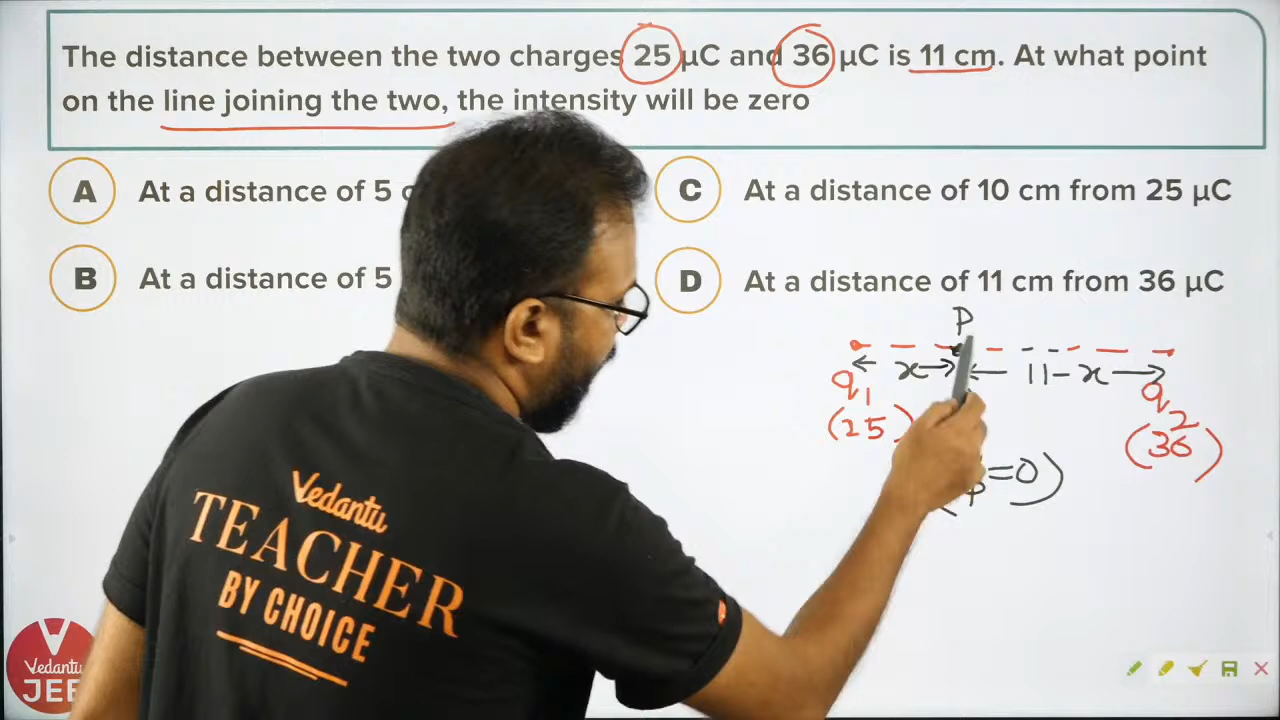 The distance between the two charges 25 μC and 36 μC is 11 cm. At what point
on the line joining the two, the intensity will be zero
A At a distance of 5
C At a distance of 10 cm from 25 μC
B At a distance of 5
D At a distance of 11 cm from 36 μC
P
x 11-x
q1 q2
(25) (36)
p=0)
Vedantu
TEACHER
BY CHOICE
Vedantu
JEE